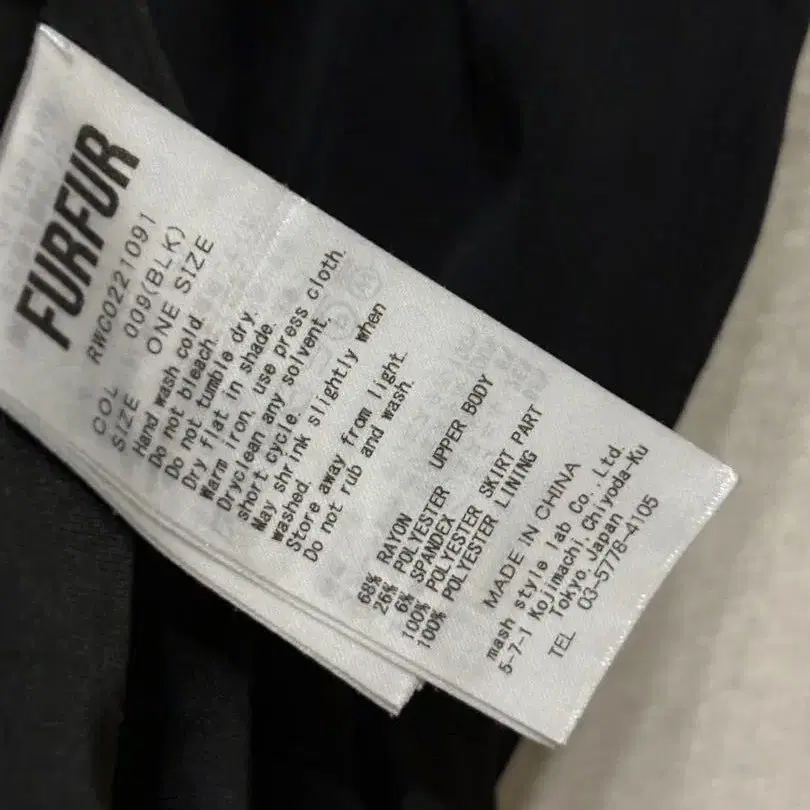 FURFUR
RWCO221091
COL 009(BLK)
SIZE ONE SIZE
Hand wash cold.
Do not bleach.
Do not tumble dry.
Dry flat in shade.
Warm iron, use press cloth.
Dryclean any solvent,
short cycle.
May shrink slightly when
washed.
Store away from light.
Do not rub and wash.
UPPER BODY
68% RAYON
26% POLYESTER
6% SPANDEX
100% POLYESTER SKIRT PART
100% POLYESTER LINING
MADE IN CHINA
mash style lab Co.,Ltd.
5-7-1 Kojimachi,Chiyoda-Ku
Tokyo,Japan
TEL 03-5778-4105